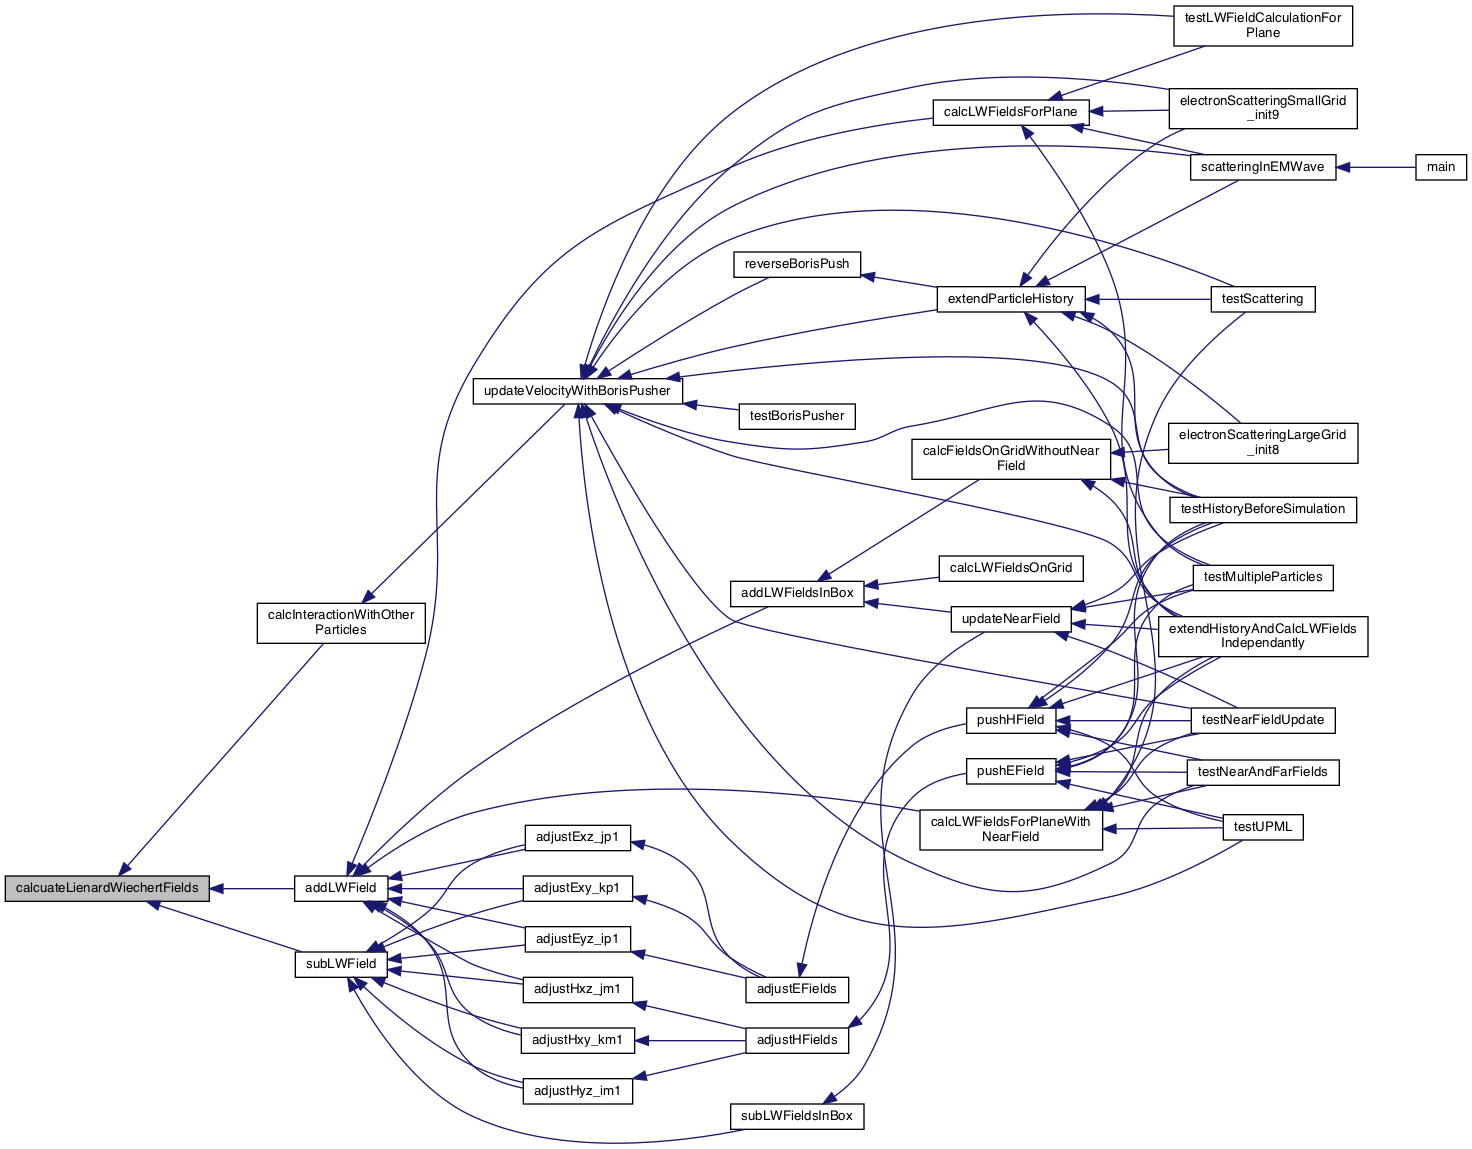 testLWFieldCalculationFor
Plane
electronScatteringSmallGrid
_init9
calcLWFieldsForPlane
scatteringInEMWave
main
reverseBorisPush
extendParticleHistory
testScattering
updateVelocityWithBorisPusher
testBorisPusher
electronScatteringLargeGrid
_init8
calcFieldsOnGridWithoutNear
Field
testHistoryBeforeSimulation
calcLWFieldsOnGrid
testMultipleParticles
addLWFieldsInBox
updateNearField
calcInteractionWithOther
Particles
extendHistoryAndCalcLWFields
Independantly
pushHField
testNearFieldUpdate
pushEField
testNearAndFarFields
calcLWFieldsForPlaneWith
NearField
testUPML
adjustExz_jp1
calcuateLienardWiechertFields
addLWField
adjustExy_kp1
adjustEyz_ip1
subLWField
adjustHxz_jm1
adjustEFields
adjustHxy_km1
adjustHFields
adjustHyz_im1
subLWFieldsInBox